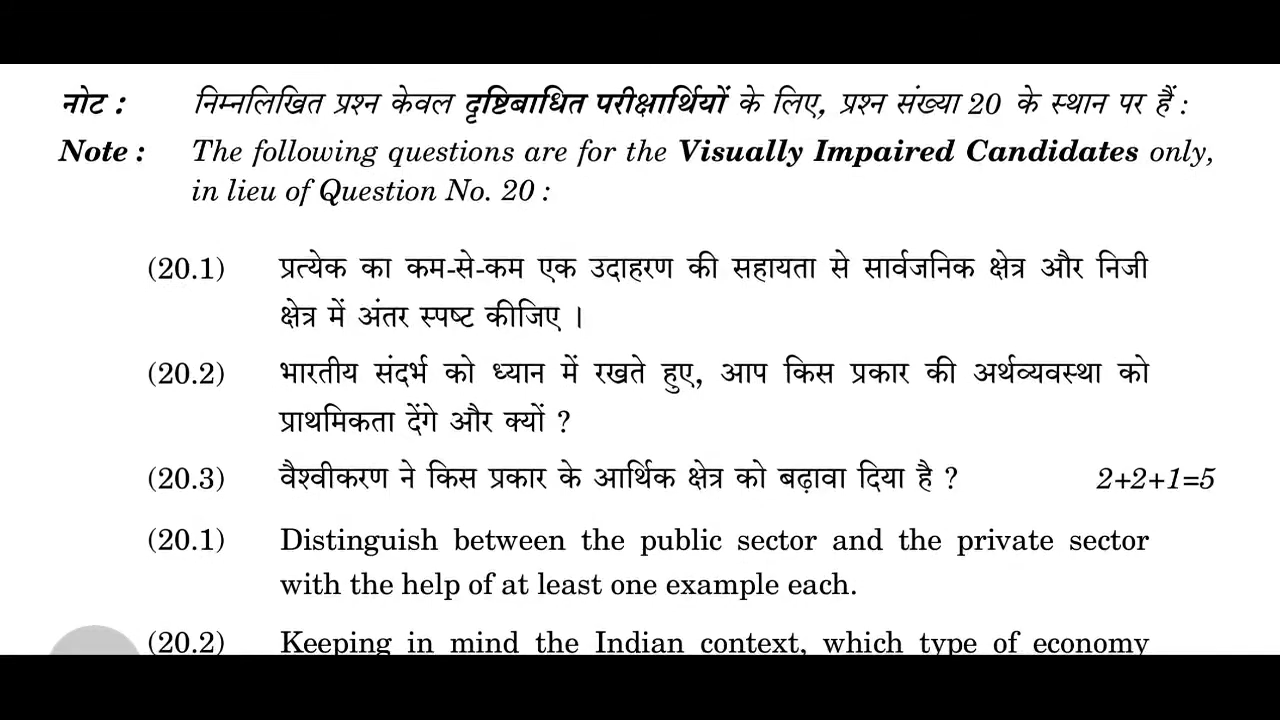 नोट : निम्नलिखित प्रश्न केवल दृष्टिबाधित परीक्षार्थियों के लिए, प्रश्न संख्या 20 के स्थान पर हैं :
Note : The following questions are for the Visually Impaired Candidates only,
in lieu of Question No. 20 :
(20.1) प्रत्येक का कम-से-कम एक उदाहरण की सहायता से सार्वजनिक क्षेत्र और निजी
क्षेत्र में अंतर स्पष्ट कीजिए ।
(20.2) भारतीय संदर्भ को ध्यान में रखते हुए, आप किस प्रकार की अर्थव्यवस्था को
प्राथमिकता देंगे और क्यों ?
(20.3) वैश्वीकरण ने किस प्रकार के आर्थिक क्षेत्र को बढ़ावा दिया है ? 2+2+1=5
(20.1) Distinguish between the public sector and the private sector
with the help of at least one example each.
(20.2) Keeping in mind the Indian context, which type of economy